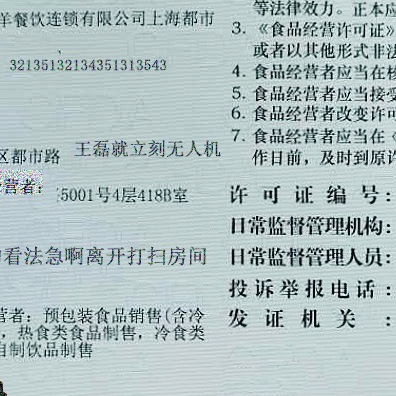 羊餐饮连锁有限公司上海都市
32135132134351313543
区都市路 王磊就立刻无人机
营者:
5001号4层418B室
看法急啊离开打扫房间
营者: 预包装食品销售(含冷
, 热食类食品制售, 冷食类
自制饮品制售
等法律效力。正本应
3. 《食品经营许可证》
或者以其他形式非法
4. 食品经营者应当在核
5. 食品经营者应当接受
6. 食品经营者改变许可
7. 食品经营者应当在《
作日前, 及时到原许
许可证编号:
日常监督管理机构:
日常监督管理人员:
投诉举报电话:
发证机关: